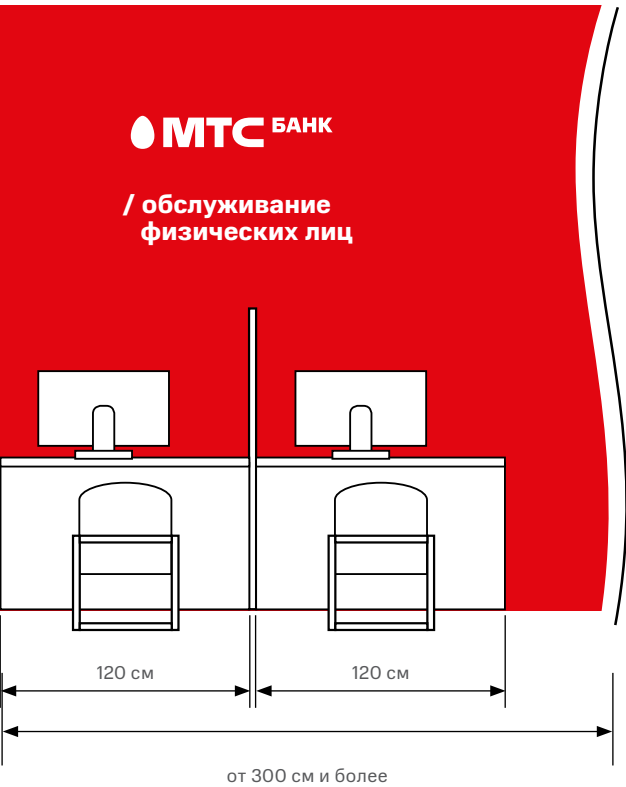 МТС БАНК
/ обслуживание
физических лиц
120 см
120 см
от 300 см и более